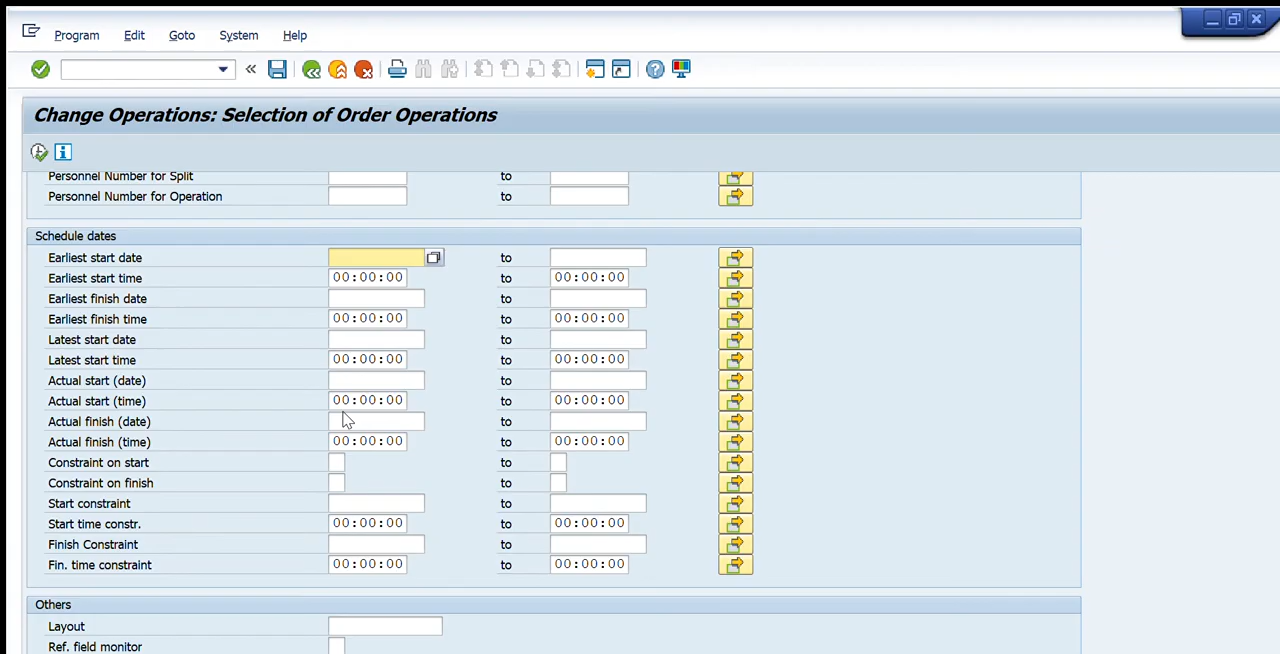 Program Edit Goto System Help
Change Operations: Selection of Order Operations
Personnel Number for Split to
Personnel Number for Operation to
Schedule dates
Earliest start date to
Earliest start time 00:00:00 to 00:00:00
Earliest finish date to
Earliest finish time 00:00:00 to 00:00:00
Latest start date to
Latest start time 00:00:00 to 00:00:00
Actual start (date) to
Actual start (time) 00:00:00 to 00:00:00
Actual finish (date) to
Actual finish (time) 00:00:00 to 00:00:00
Constraint on start to
Constraint on finish to
Start constraint to
Start time constr. 00:00:00 to 00:00:00
Finish Constraint to
Fin. time constraint 00:00:00 to 00:00:00
Others
Layout
Ref. field monitor